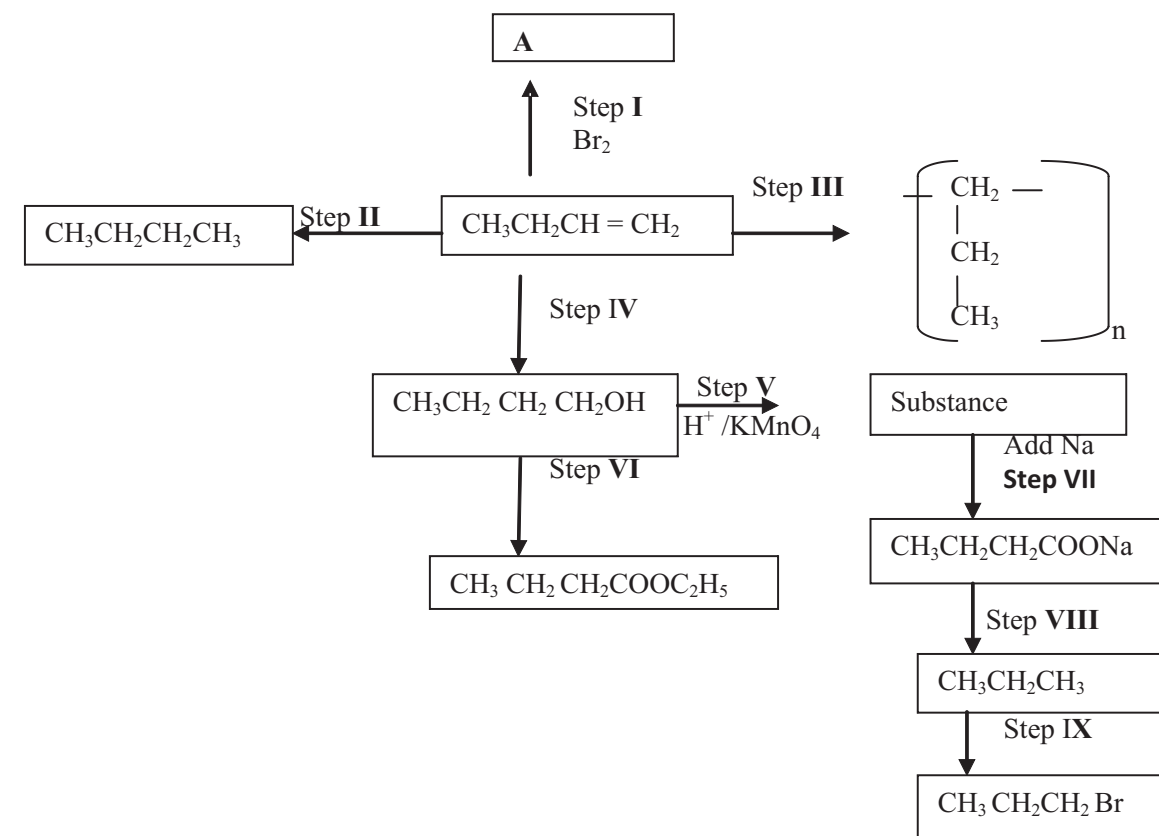 A
Step I
Br₂
Step III
CH₂
CH₂
CH₃
n
CH₃CH₂CH₂CH₃
Step II
CH₃CH₂CH = CH₂
Step IV
CH₃CH₂ CH₂ CH₂OH
Step V
H⁺ /KMnO₄
Substance
Add Na
Step VII
Step VI
CH₃CH₂CH₂COONa
CH₃ CH₂ CH₂COOC₂H₅
Step VIII
CH₃CH₂CH₃
Step IX
CH₃ CH₂CH₂ Br